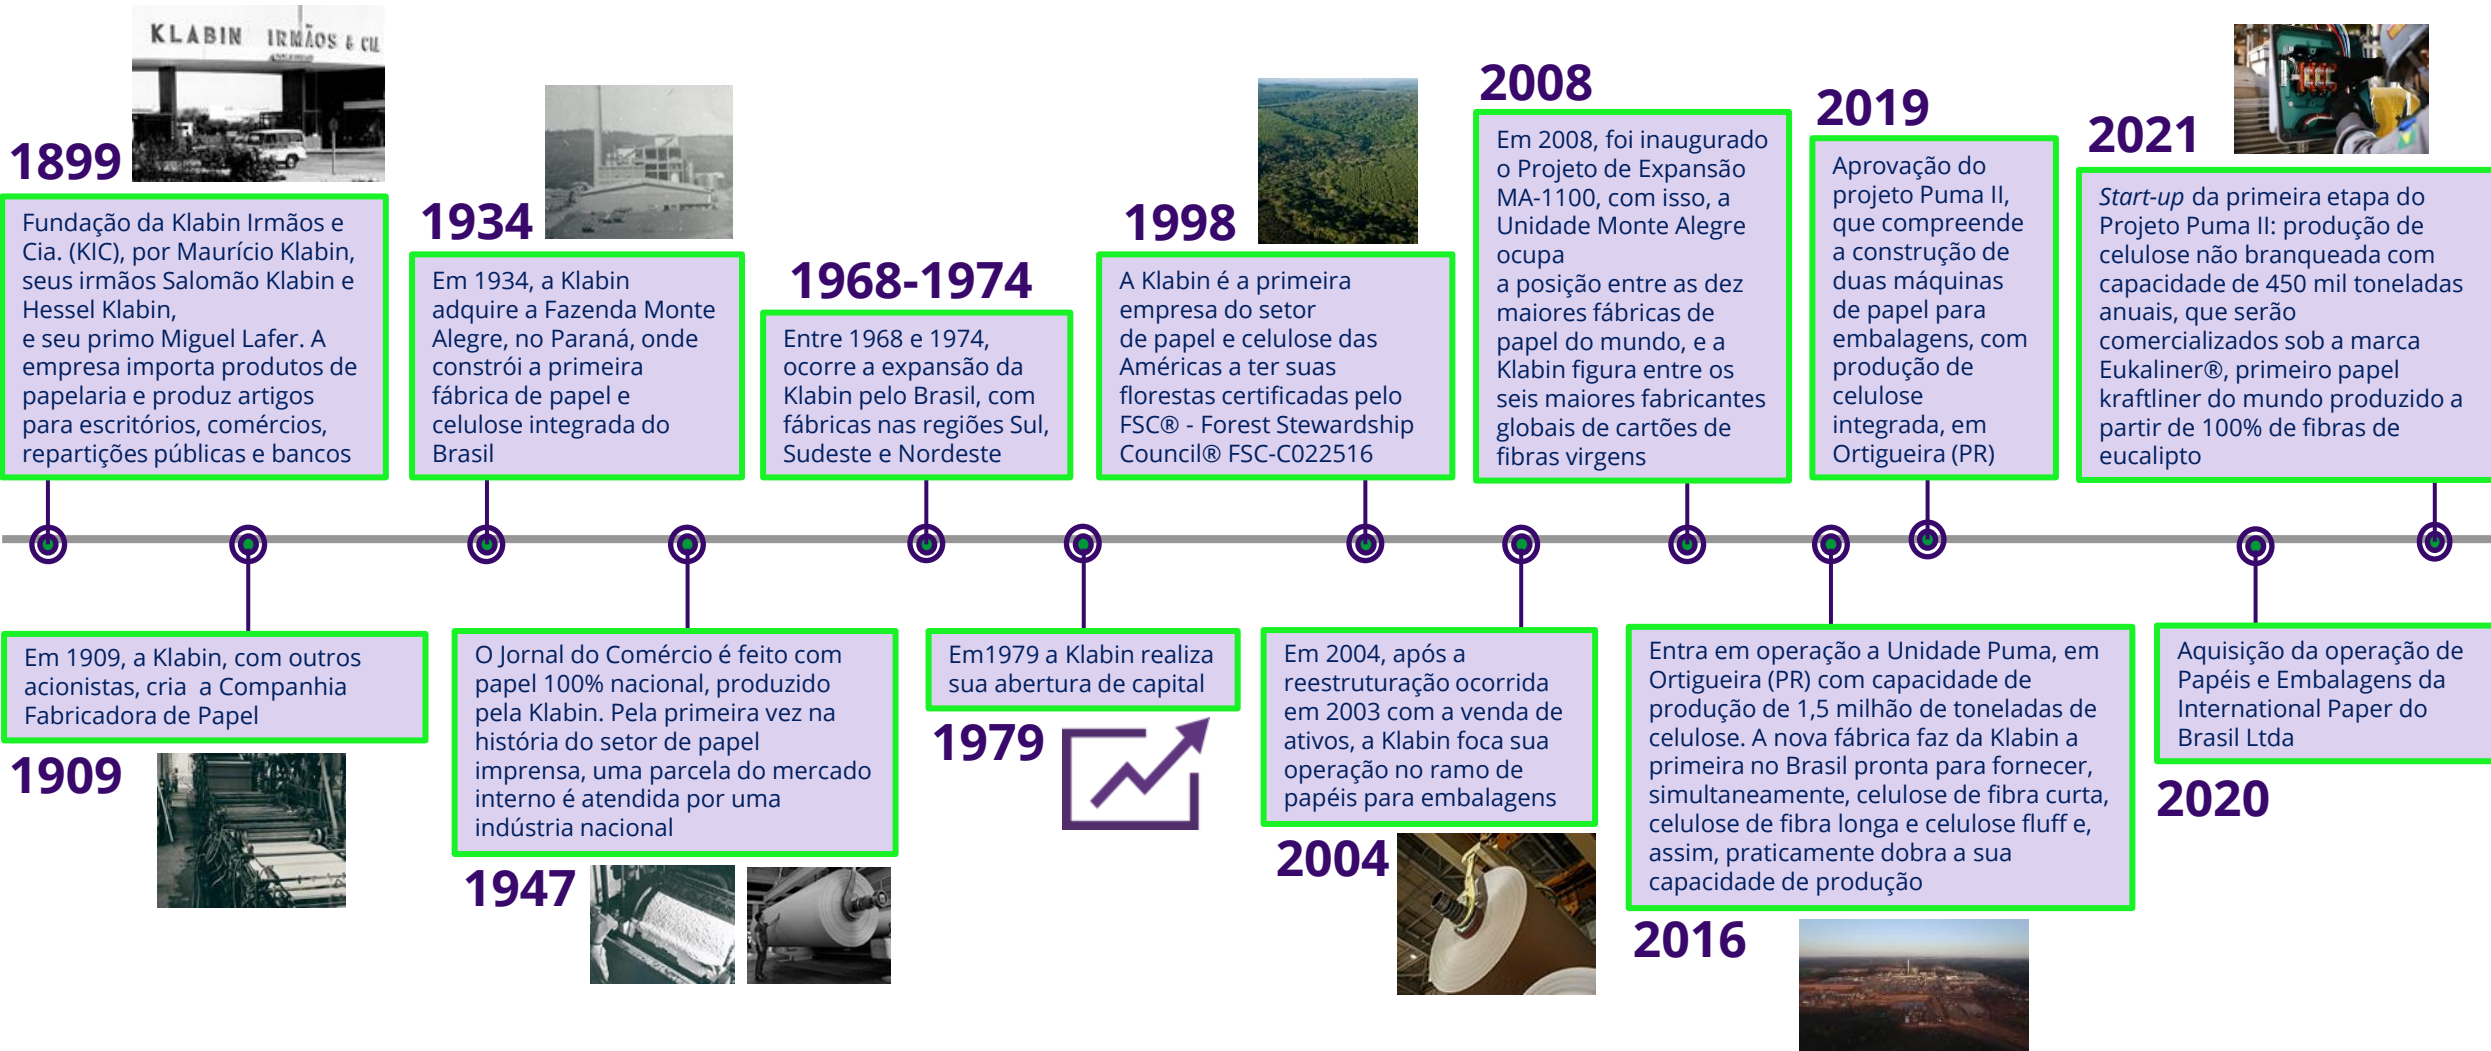 KLABIN IRMÃOS & CIA
1899
Fundação da Klabin Irmãos e
Cia. (KIC), por Maurício Klabin,
seus irmãos Salomão Klabin e
Hessel Klabin,
e seu primo Miguel Lafer. A
empresa importa produtos de
papelaria e produz artigos
para escritórios, comércios,
repartições públicas e bancos
1934
Em 1934, a Klabin
adquire a Fazenda Monte
Alegre, no Paraná, onde
constrói a primeira
fábrica de papel e
celulose integrada do
Brasil
1968-1974
Entre 1968 e 1974,
ocorre a expansão da
Klabin pelo Brasil, com
fábricas nas regiões Sul,
Sudeste e Nordeste
1998
A Klabin é a primeira
empresa do setor
de papel e celulose das
Américas a ter suas
florestas certificadas pelo
FSC® - Forest Stewardship
Council® FSC-C022516
2008
Em 2008, foi inaugurado
o Projeto de Expansão
MA-1100, com isso, a
Unidade Monte Alegre
ocupa
a posição entre as dez
maiores fábricas de
papel do mundo, e a
Klabin figura entre os
seis maiores fabricantes
globais de cartões de
fibras virgens
2019
Aprovação do
projeto Puma II,
que compreende
a construção de
duas máquinas
de papel para
embalagens, com
produção de
celulose
integrada, em
Ortigueira (PR)
2021
Start-up da primeira etapa do
Projeto Puma II: produção de
celulose não branqueada com
capacidade de 450 mil toneladas
anuais, que serão
comercializados sob a marca
Eukaliner®, primeiro papel
kraftliner do mundo produzido a
partir de 100% de fibras de
eucalipto
Em 1909, a Klabin, com outros
acionistas, cria  a Companhia
Fabricadora de Papel
1909
O Jornal do Comércio é feito com
papel 100% nacional, produzido
pela Klabin. Pela primeira vez na
história do setor de papel
imprensa, uma parcela do mercado
interno é atendida por uma
indústria nacional
1947
Em1979 a Klabin realiza
sua abertura de capital
1979
Em 2004, após a
reestruturação ocorrida
em 2003 com a venda de
ativos, a Klabin foca sua
operação no ramo de
papéis para embalagens
2004
Entra em operação a Unidade Puma, em
Ortigueira (PR) com capacidade de
produção de 1,5 milhão de toneladas de
celulose. A nova fábrica faz da Klabin a
primeira no Brasil pronta para fornecer,
simultaneamente, celulose de fibra curta,
celulose de fibra longa e celulose fluff e,
assim, praticamente dobra a sua
capacidade de produção
2016
Aquisição da operação de
Papéis e Embalagens da
International Paper do
Brasil Ltda
2020